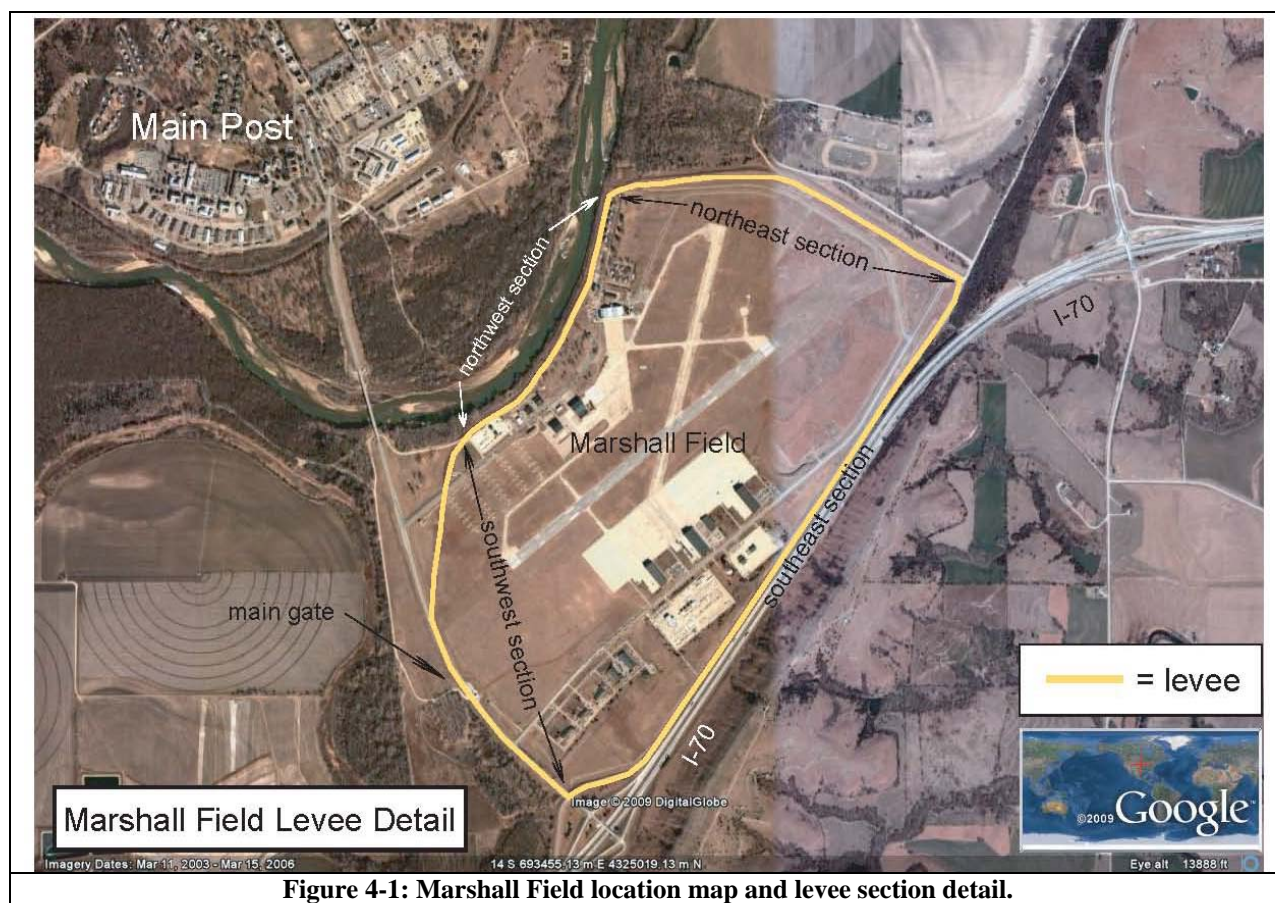 Main Post
northwest section
northeast section
I-70
Marshall Field
southwest section
southeast section
main gate
= levee
I-70
Image © 2009 DigitalGlobe
Marshall Field Levee Detail
©2009 Google
Imagery Dates: Mar 11, 2003 - Mar 15, 2006
14 S 693455.13 m E 4325019.13 m N
Eye alt 13888 ft
Figure 4-1: Marshall Field location map and levee section detail.